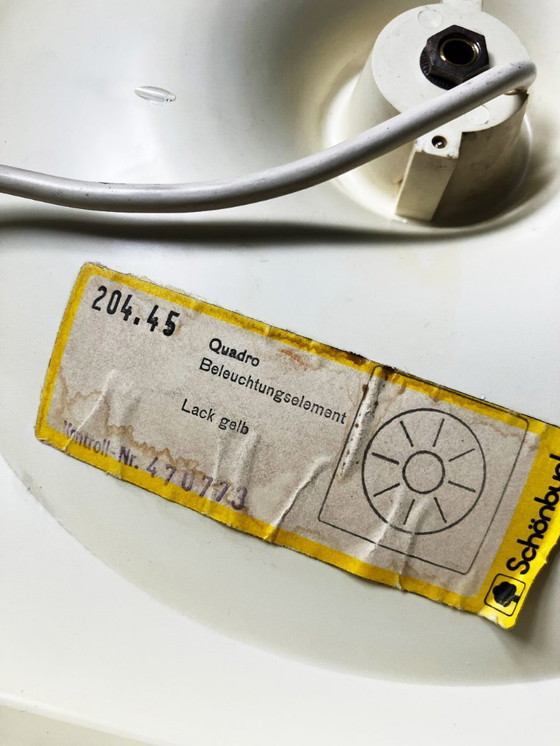 204.45
Quadro
Beleuchtungselement
Lack gelb
Kontroll-Nr. 470773
Schönbuch